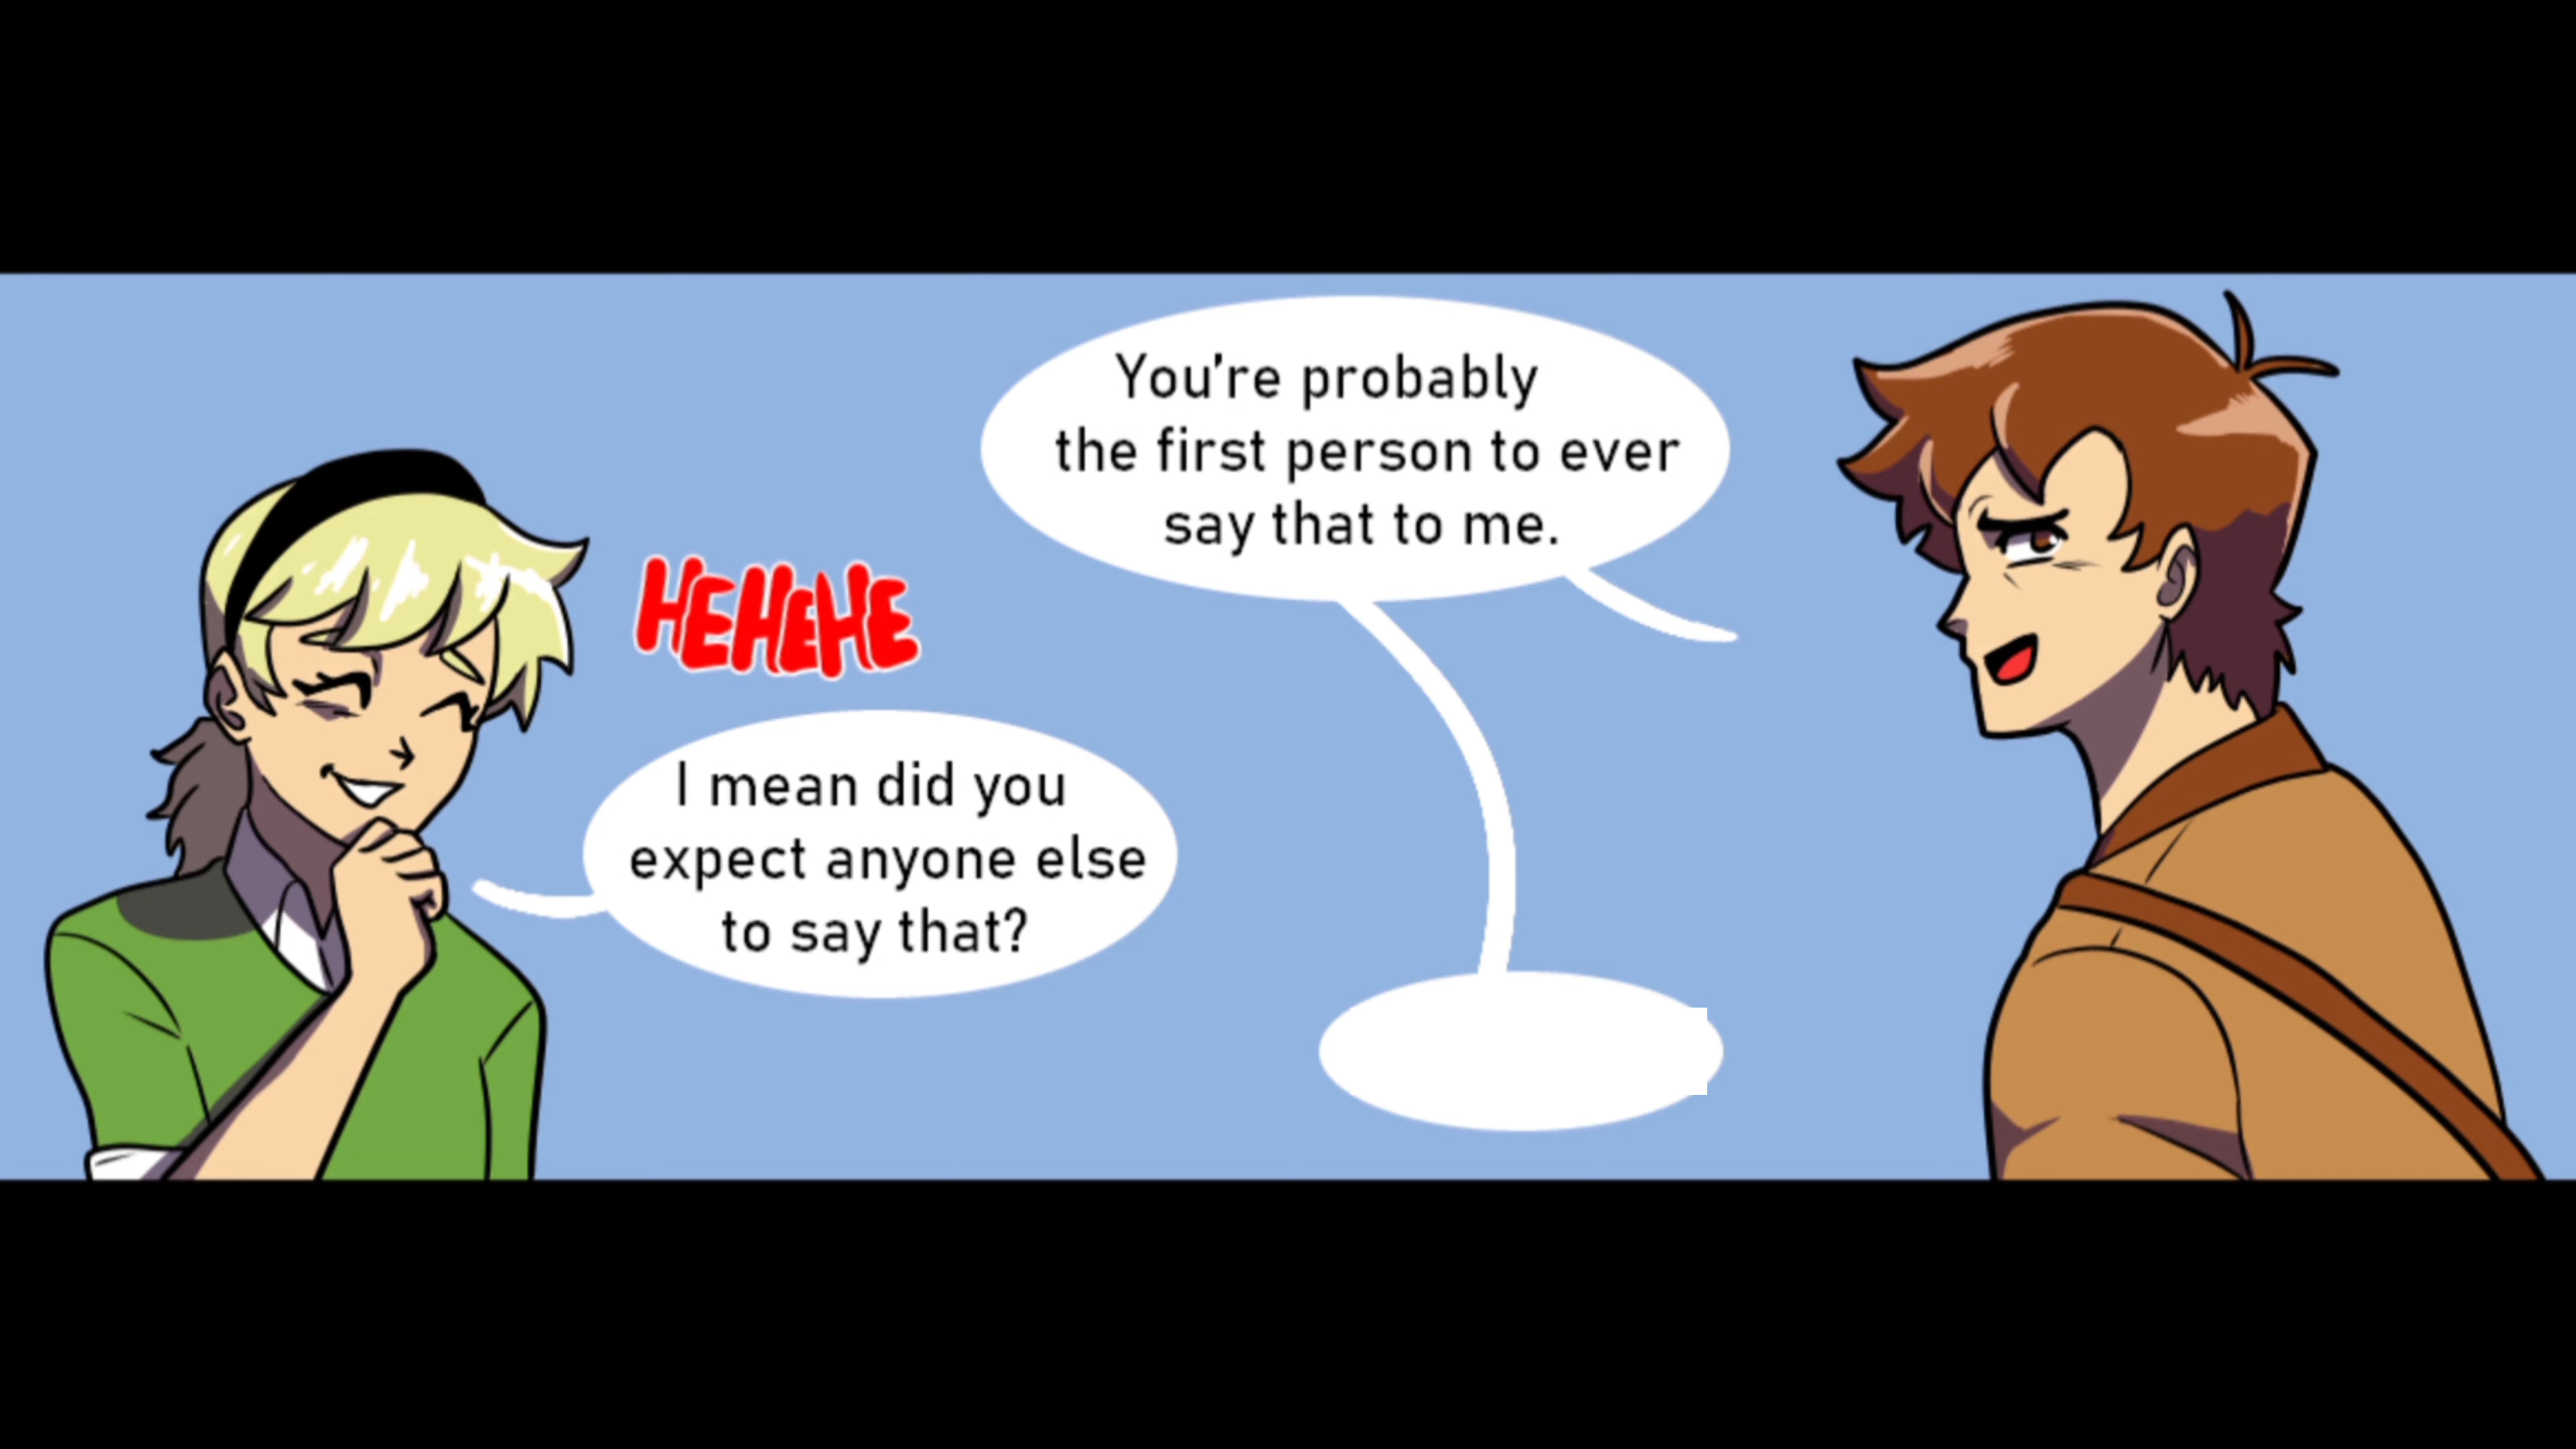 You're probably
the first person to ever
say that to me.
HEHEHE
I mean did you
expect anyone else
to say that?